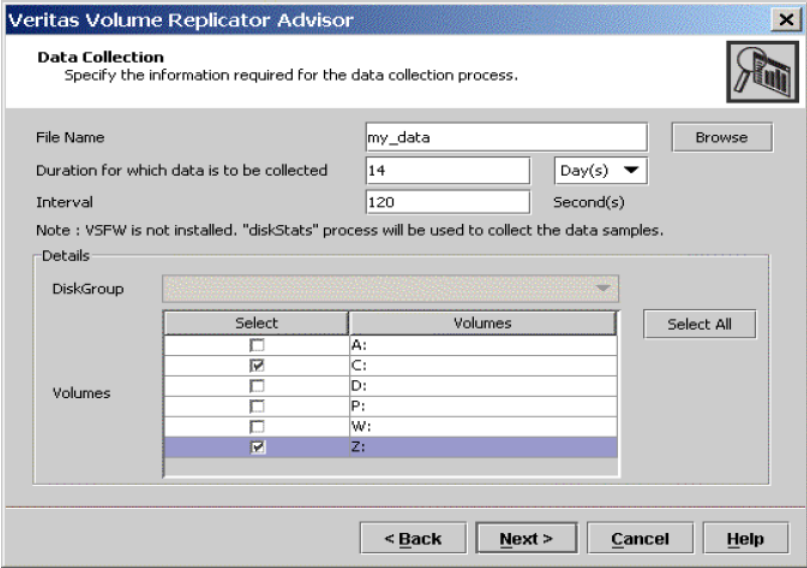 Veritas Volume Replicator Advisor
Data Collection
Specify the information required for the data collection process.
File Name my_data Browse
Duration for which data is to be collected 14 Day(s)
Interval 120 Second(s)
Note : VSFW is not installed. "diskStats" process will be used to collect the data samples.
Details
DiskGroup
Select Volumes Select All
A:
C:
D:
Volumes
P:
W:
Z:
< Back Next > Cancel Help